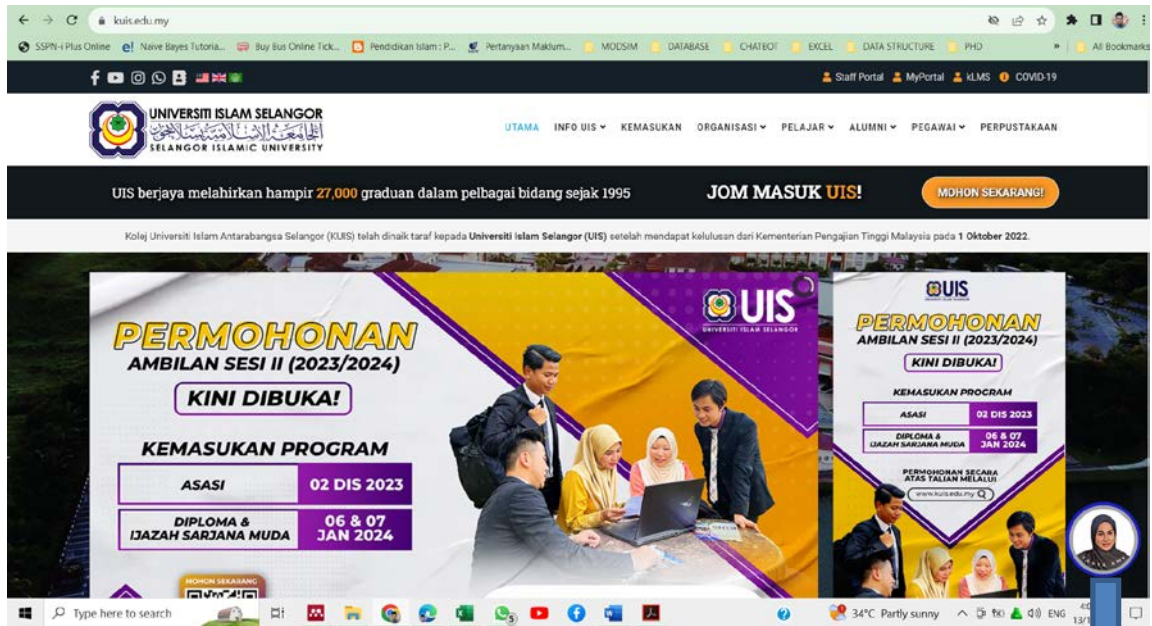 kuis.edu.my
SSPN-i Plus Online Naive Bayes Tutoria... Buy Bus Online Tick... Pendidikan Islam : P... Pertanyaan Maklum... MODSIM DATABASE CHATBOT EXCEL DATA STRUCTURE PHD » All Bookmarks
Staff Portal MyPortal kLMS COVID-19
UNIVERSITI ISLAM SELANGOR
SELANGOR ISLAMIC UNIVERSITY
UTAMA INFO UIS KEMASUKAN ORGANISASI PELAJAR ALUMNI PEGAWAI PERPUSTAKAAN
UIS berjaya melahirkan hampir 27,000 graduan dalam pelbagai bidang sejak 1995
JOM MASUK UIS!
MOHON SEKARANG!
Kolej Universiti Islam Antarabangsa Selangor (KUIS) telah dinaik taraf kepada Universiti Islam Selangor (UIS) setelah mendapat kelulusan dari Kementerian Pengajian Tinggi Malaysia pada 1 Oktober 2022.
UIS
UNIVERSITI ISLAM SELANGOR
PERMOHONAN
AMBILAN SESI II (2023/2024)
KINI DIBUKA!
KEMASUKAN PROGRAM
ASASI 02 DIS 2023
DIPLOMA &
IJAZAH SARJANA MUDA
06 & 07
JAN 2024
MOHON SEKARANG
UIS
UNIVERSITI ISLAM SELANGOR
PERMOHONAN
AMBILAN SESI II (2023/2024)
KINI DIBUKA!
KEMASUKAN PROGRAM
ASASI 02 DIS 2023
DIPLOMA &
IJAZAH SARJANA MUDA
06 & 07
JAN 2024
PERMOHONAN SECARA
ATAS TALIAN MELALUI
www.kuis.edu.my
Type here to search
34°C Partly sunny
ENG